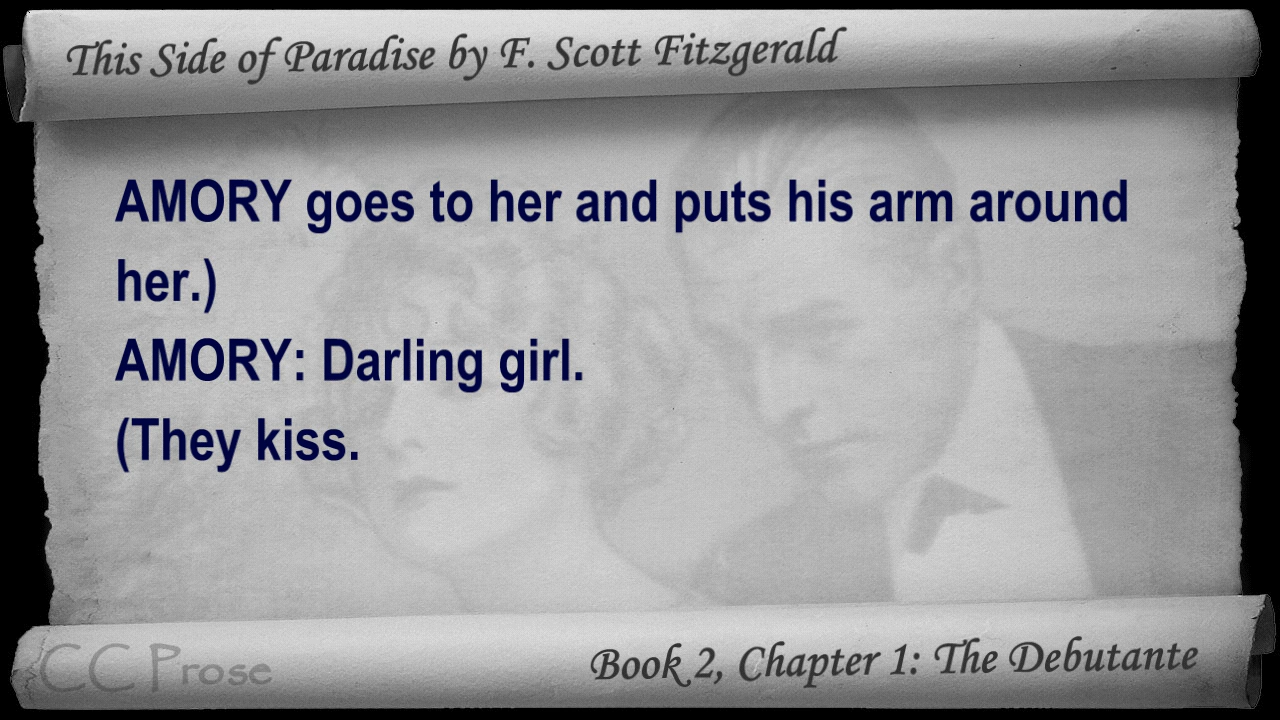 This Side of Paradise by F. Scott Fitzgerald
AMORY goes to her and puts his arm around
her.)
AMORY: Darling girl.
(They kiss.
CC Prose
Book 2, Chapter 1: The Debutante